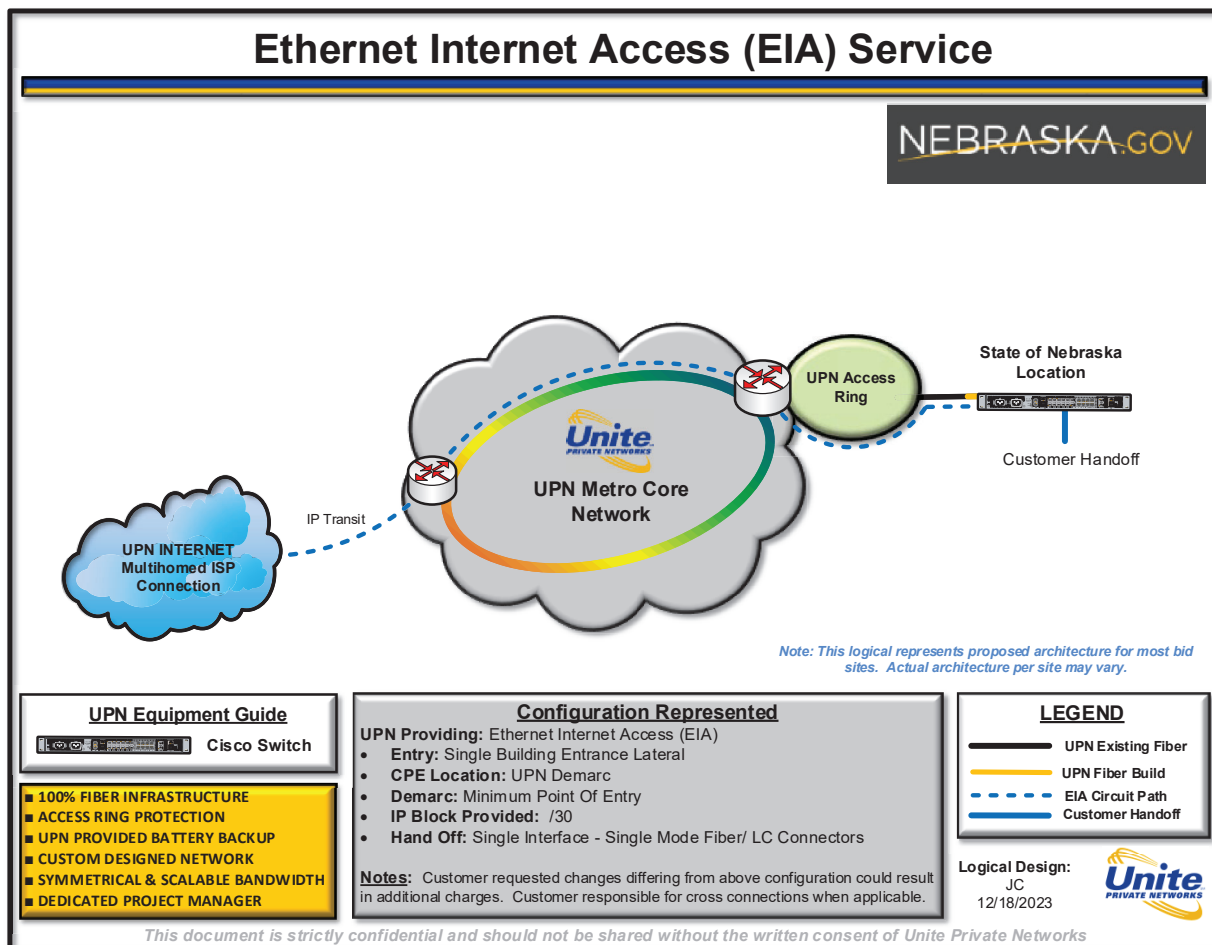 Ethernet Internet Access (EIA) Service
NEBRASKA.GOV
State of Nebraska
Location
UPN Access
Ring
Customer Handoff
Unite
PRIVATE NETWORKS
UPN Metro Core
Network
IP Transit
UPN INTERNET
Multihomed ISP
Connection
Note: This logical represents proposed architecture for most bid
sites. Actual architecture per site may vary.
UPN Equipment Guide
Cisco Switch
■ 100% FIBER INFRASTRUCTURE
■ ACCESS RING PROTECTION
■ UPN PROVIDED BATTERY BACKUP
■ CUSTOM DESIGNED NETWORK
■ SYMMETRICAL & SCALABLE BANDWIDTH
■ DEDICATED PROJECT MANAGER
Configuration Represented
UPN Providing: Ethernet Internet Access (EIA)
• Entry: Single Building Entrance Lateral
• CPE Location: UPN Demarc
• Demarc: Minimum Point Of Entry
• IP Block Provided: /30
• Hand Off: Single Interface - Single Mode Fiber/ LC Connectors
Notes: Customer requested changes differing from above configuration could result
in additional charges. Customer responsible for cross connections when applicable.
LEGEND
UPN Existing Fiber
UPN Fiber Build
EIA Circuit Path
Customer Handoff
Logical Design:
JC
12/18/2023
Unite
PRIVATE NETWORKS
This document is strictly confidential and should not be shared without the written consent of Unite Private Networks